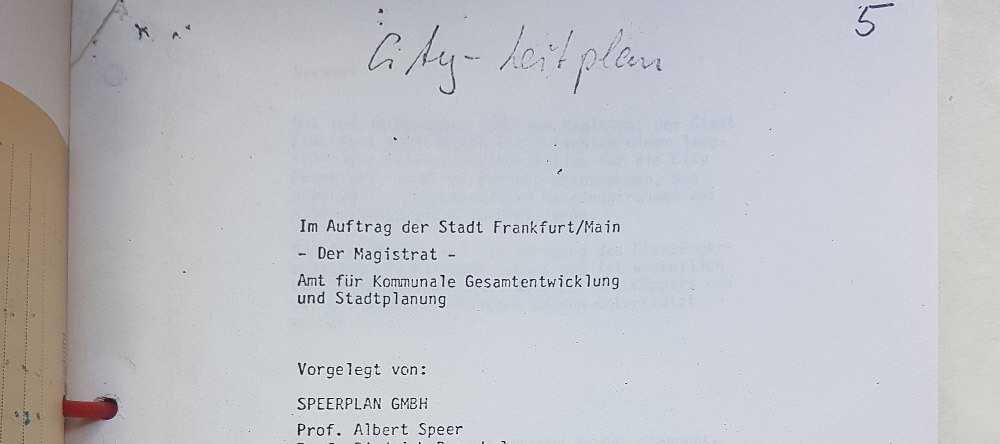 5
City-Leitplan
Im Auftrag der Stadt Frankfurt/Main
- Der Magistrat -
Amt für Kommunale Gesamtentwicklung
und Stadtplanung
Vorgelegt von:
SPEERPLAN GMBH
Prof. Albert Speer